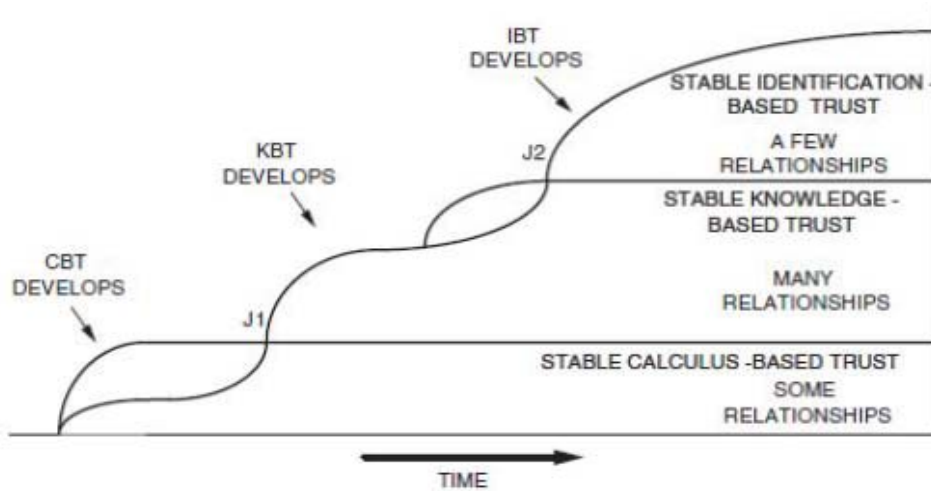 IBT
DEVELOPS
STABLE IDENTIFICATION -
BASED TRUST
A FEW
RELATIONSHIPS
J2
KBT
DEVELOPS
STABLE KNOWLEDGE -
BASED TRUST
CBT
DEVELOPS
MANY
RELATIONSHIPS
J1
STABLE CALCULUS -BASED TRUST
SOME
RELATIONSHIPS
TIME